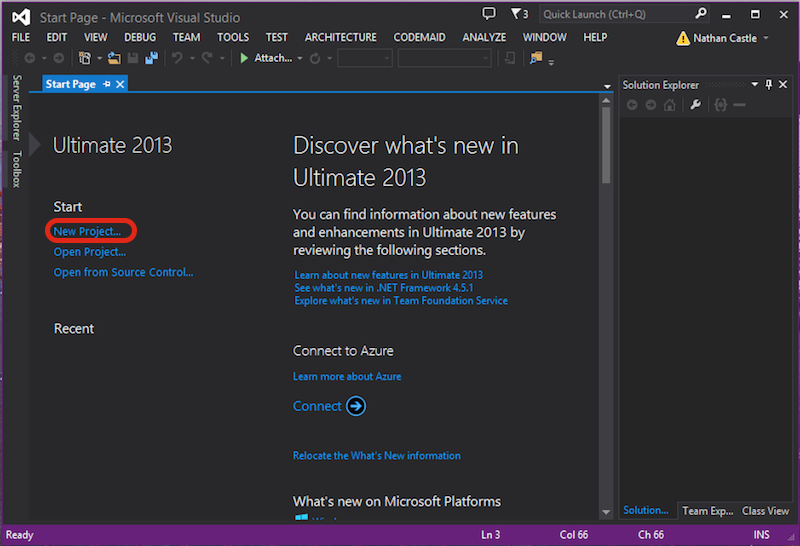 Start Page - Microsoft Visual Studio
3
Quick Launch (Ctrl+Q)
FILE EDIT VIEW DEBUG TEAM TOOLS TEST ARCHITECTURE CODEMAID ANALYZE WINDOW HELP
Nathan Castle
Attach...
Server Explorer
Toolbox
Start Page
Ultimate 2013
Start
New Project...
Open Project...
Open from Source Control...
Recent
Discover what's new in
Ultimate 2013
You can find information about new features
and enhancements in Ultimate 2013 by
reviewing the following sections.
Learn about new features in Ultimate 2013
See what's new in .NET Framework 4.5.1
Explore what's new in Team Foundation Service
Connect to Azure
Learn more about Azure
Connect
Relocate the What's New information
What's new on Microsoft Platforms
Solution Explorer
Solution... Team Exp... Class View
Ready Ln 3 Col 66 Ch 66 INS